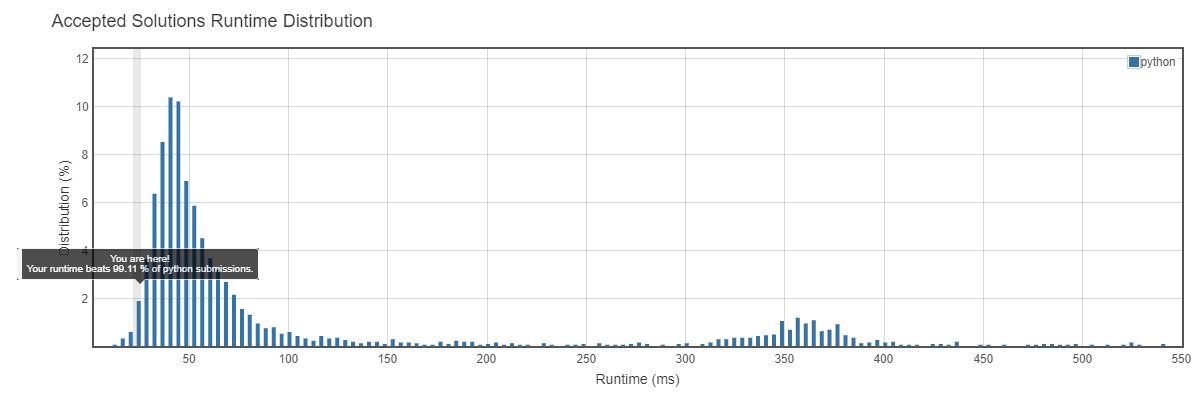 Accepted Solutions Runtime Distribution
python
12
10
8
6
4
2
Distribution (%)
You are here!
Your runtime beats 99.11 % of python submissions.
50 100 150 200 250 300 350 400 450 500 550
Runtime (ms)